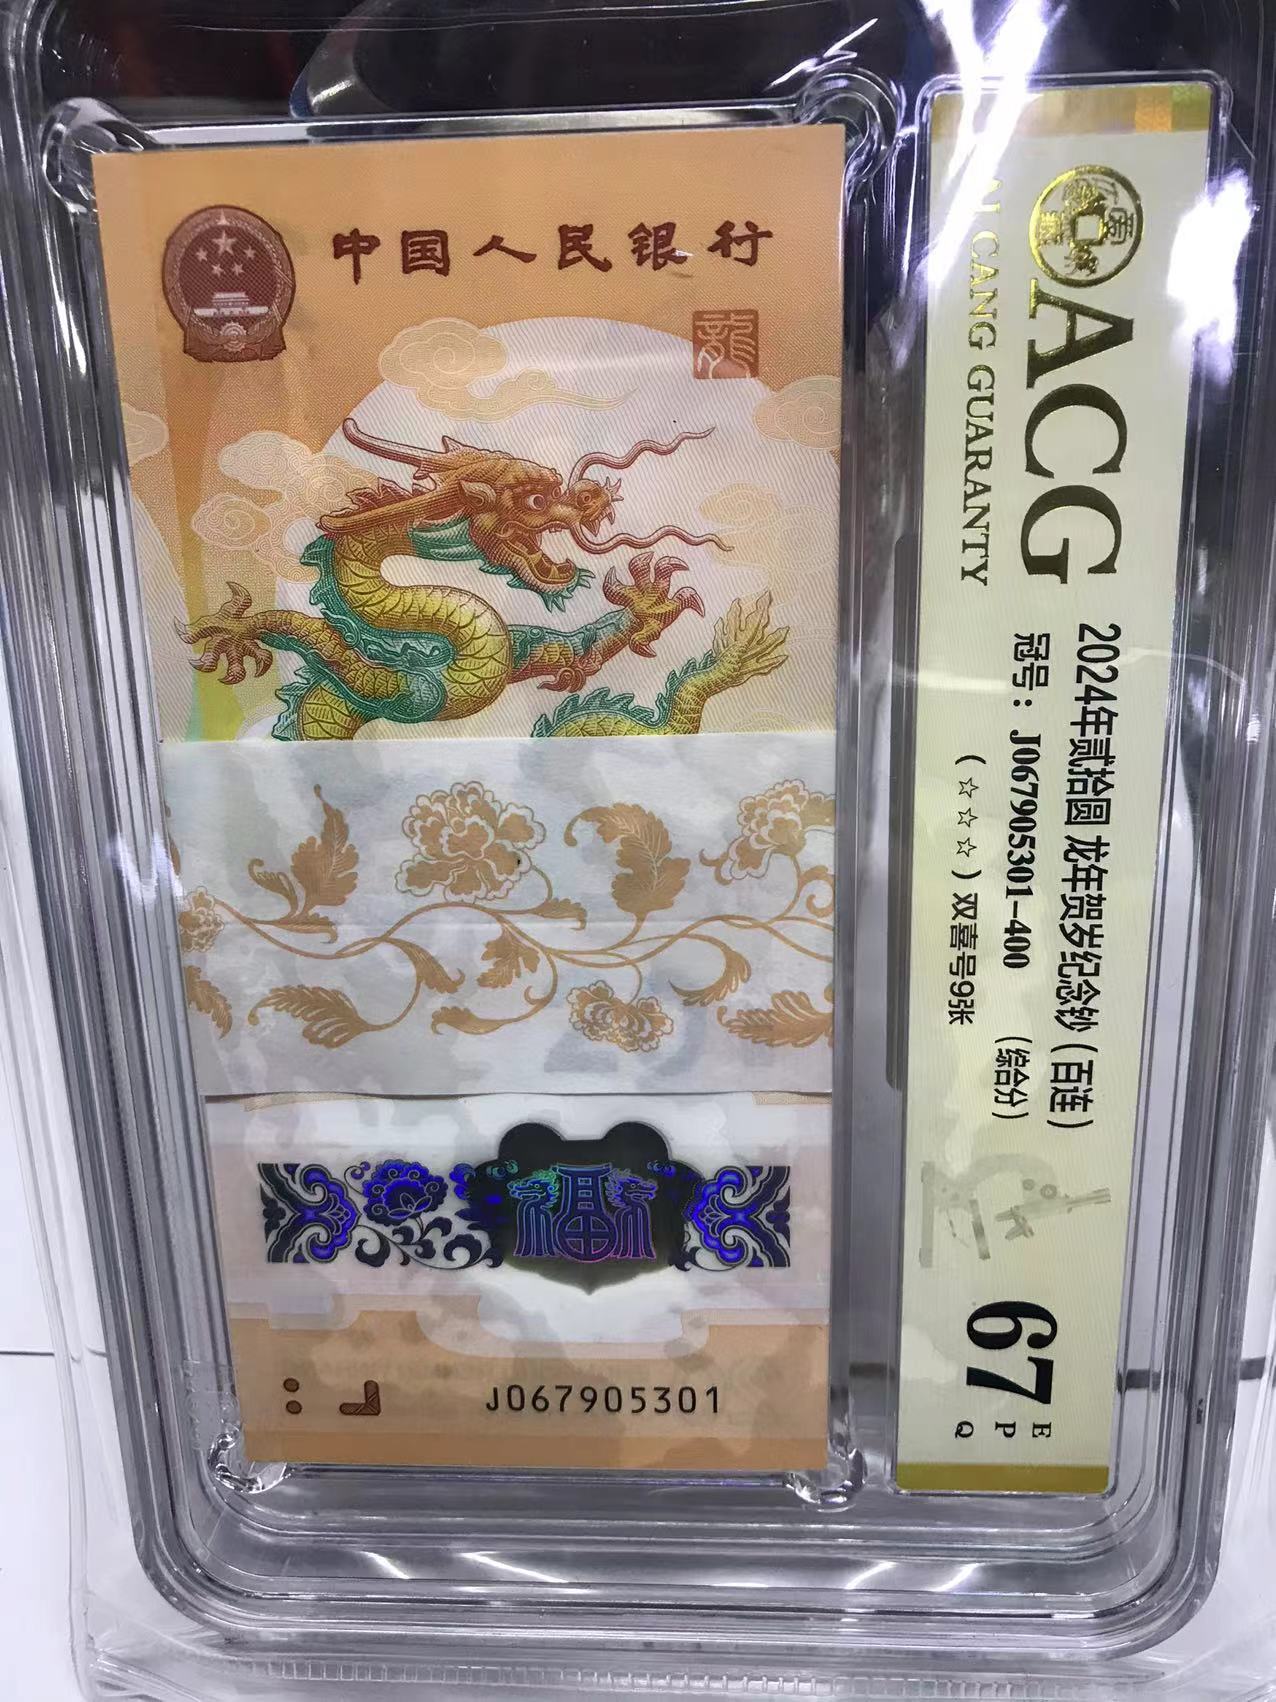 中国人民银行
龍
福
J067905301
ACG
CANG GUARANTY
2024年贰拾圆 龙年贺岁纪念钞（百连）
冠号：J067905301-400 （综合分）
（☆☆☆）双喜号9张
67
E
P
Q